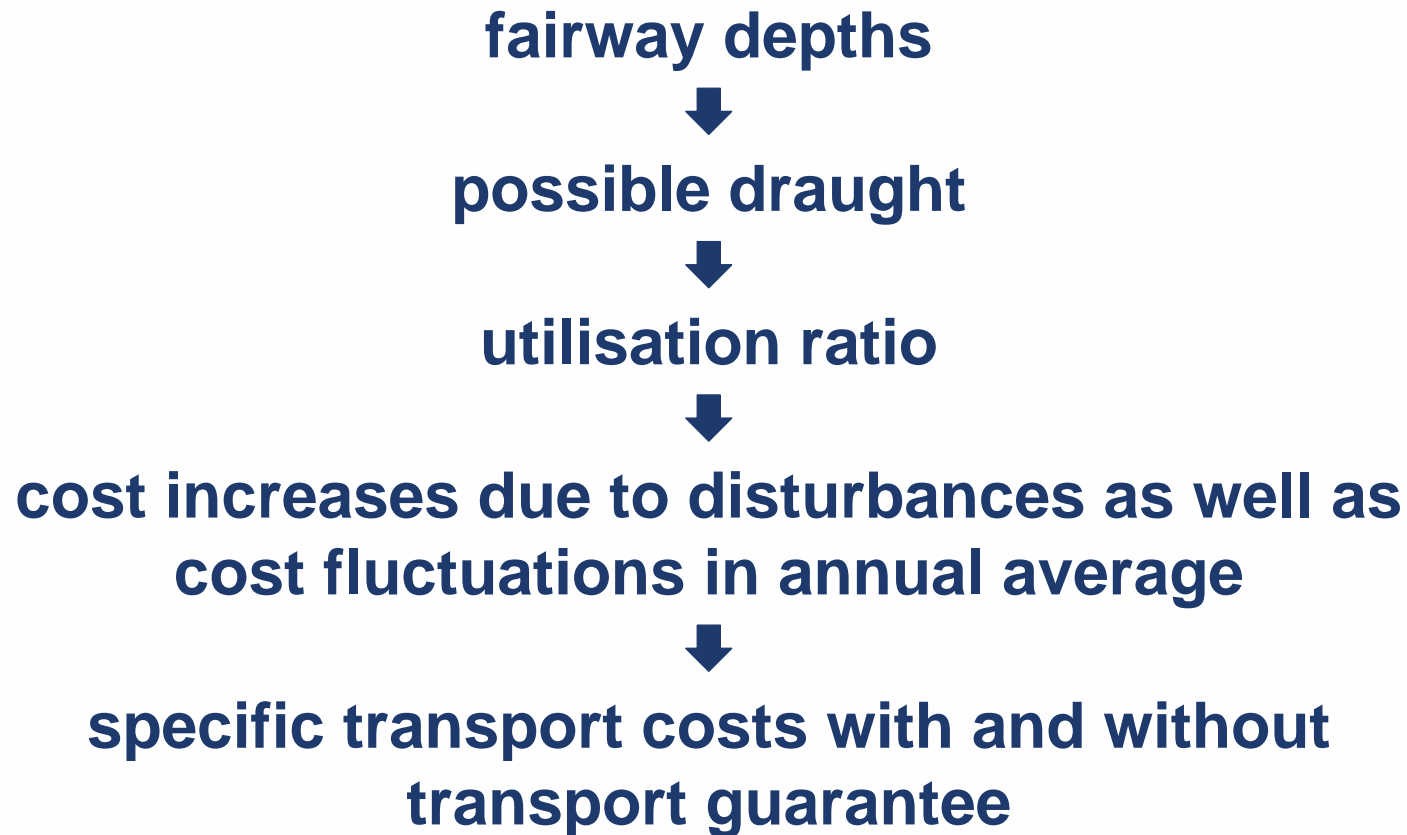 fairway depths
possible draught
utilisation ratio
cost increases due to disturbances as well as
cost fluctuations in annual average
specific transport costs with and without
transport guarantee